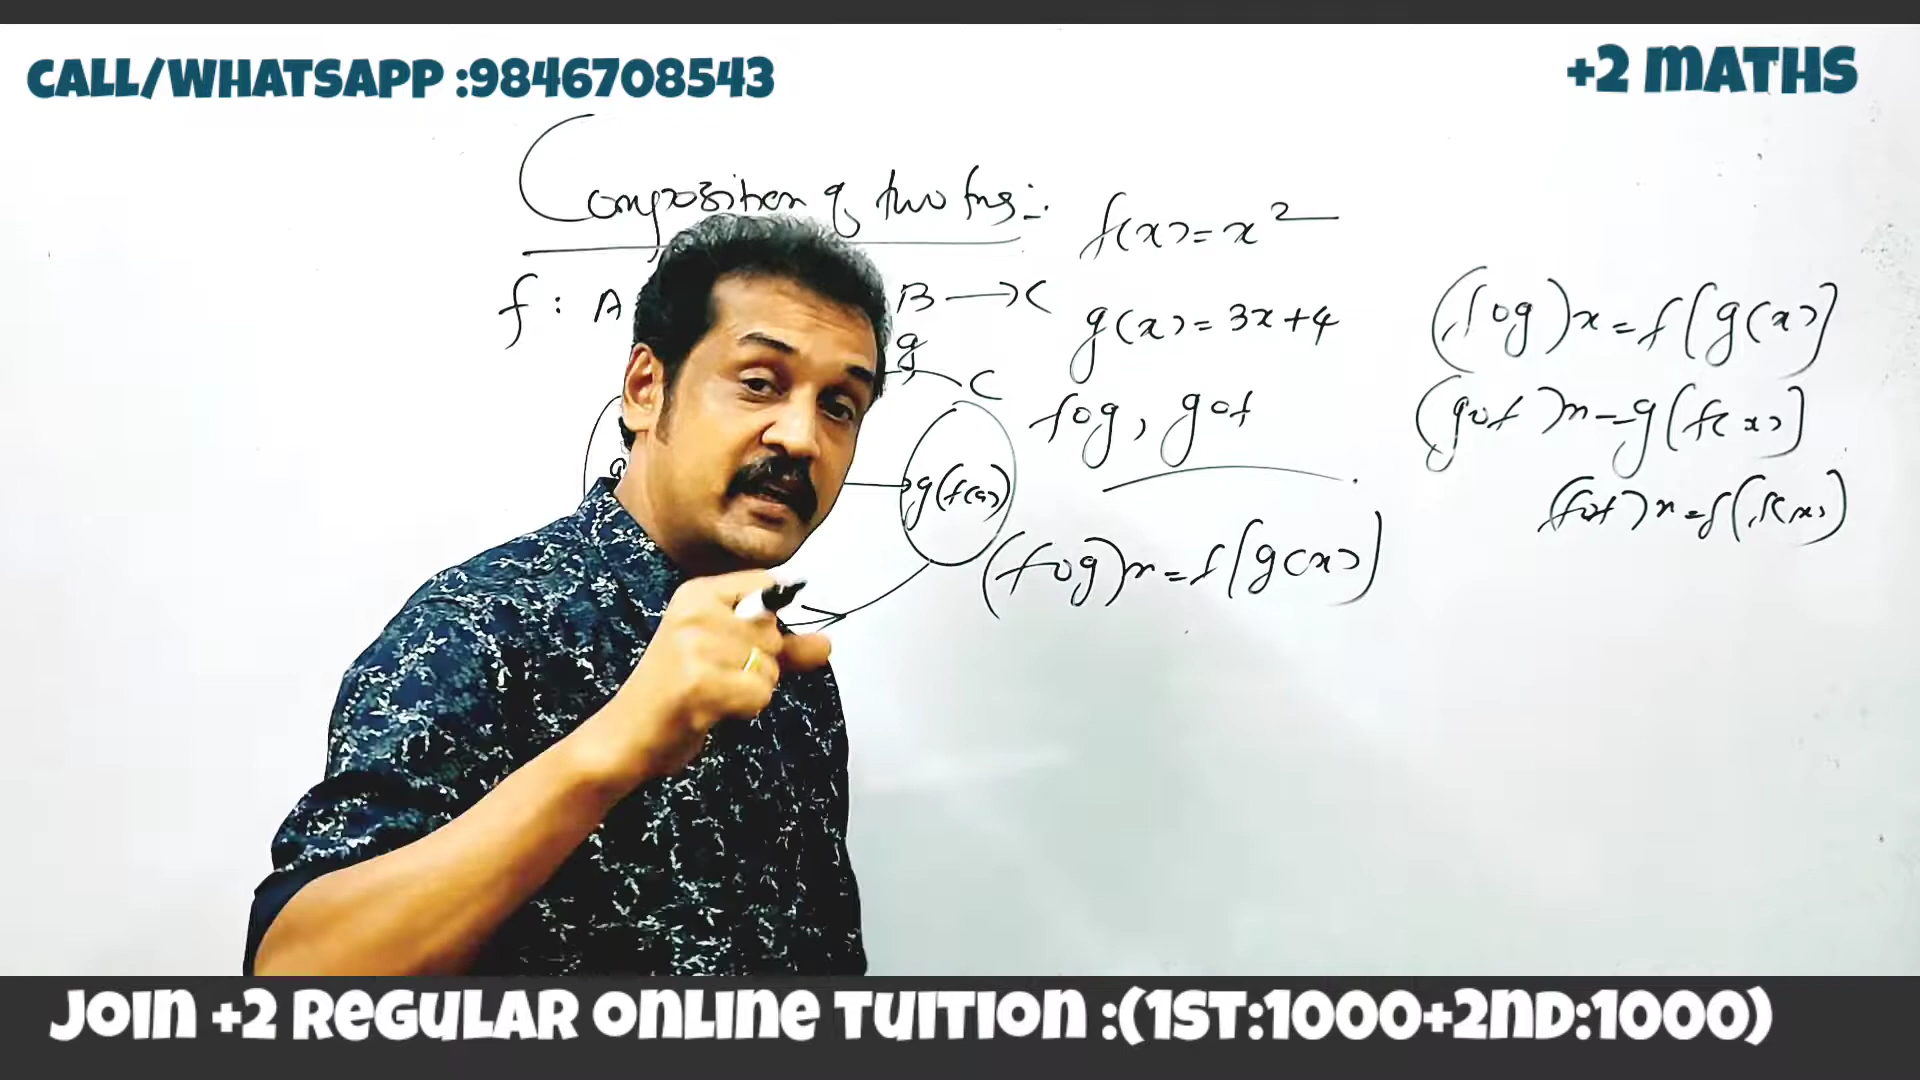 CALL/WHATSAPP :9846708543
+2 MATHS
Composition of two fns:-
f : A
B → C
g
C
g(f(a))
f(x)=x²
g(x)=3x+4
fog, gof
(fog)x=f[g(x)]
(fog)x=f[g(x)]
(gof)x=g[f(x)]
(fof)x=f(f(x))
JOIN +2 REGULAR ONLINE TUITION :(1ST:1000+2ND:1000)